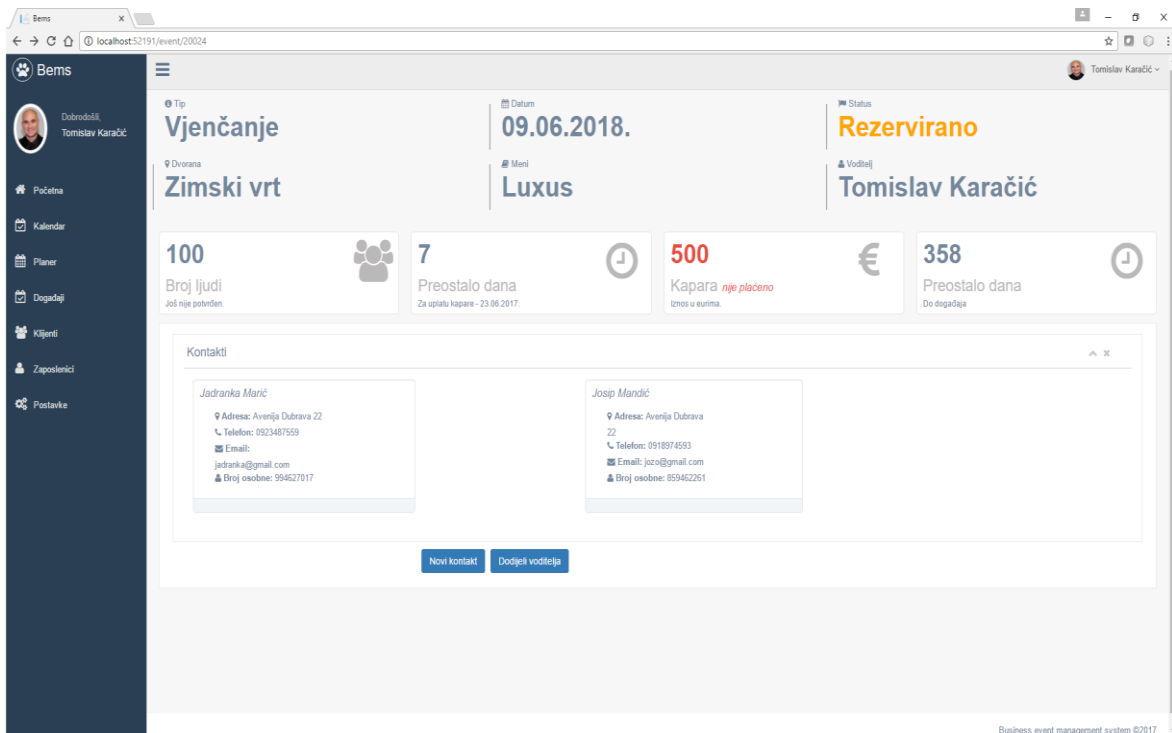 Bems
localhost:52191/event/20024
Bems
Tomislav Karačić
Dobrodošli,
Tomislav Karačić
Početna
Kalendar
Planer
Događaji
Klijenti
Zaposlenici
Postavke
Tip
Vjenčanje
Datum
09.06.2018.
Status
Rezervirano
Dvorana
Zimski vrt
Meni
Luxus
Voditelj
Tomislav Karačić
100
Broj ljudi
Još nije potvrđen.
7
Preostalo dana
Za uplatu kapare - 23.06.2017.
500
Kapara nije plaćeno
Iznos u eurima.
358
Preostalo dana
Do događaja
Kontakti
Jadranka Marić
Adresa: Avenija Dubrava 22
Telefon: 0923487559
Email:
jadranka@gmail.com
Broj osobne: 994627017
Josip Mandić
Adresa: Avenija Dubrava
22
Telefon: 0918974593
Email: jozo@gmail.com
Broj osobne: 859462261
Novi kontakt
Dodijeli voditelja
Business event management system ©2017